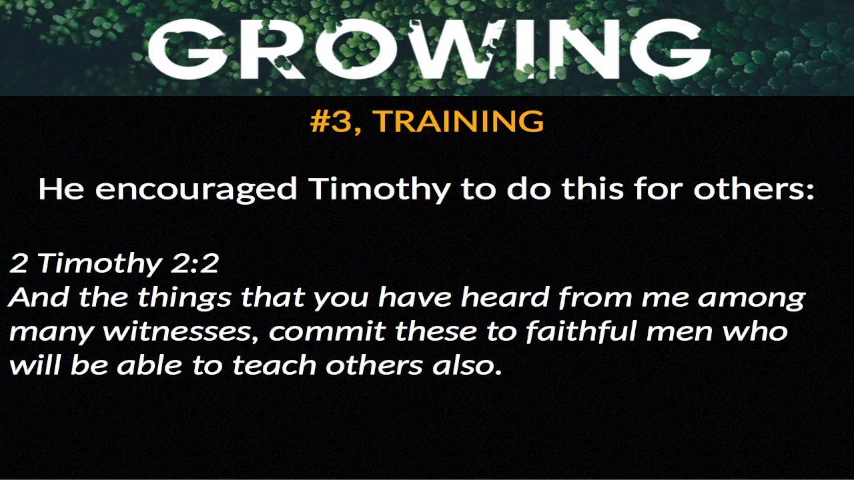 GROWING
#3, TRAINING
He encouraged Timothy to do this for others:
2 Timothy 2:2
And the things that you have heard from me among
many witnesses, commit these to faithful men who
will be able to teach others also.